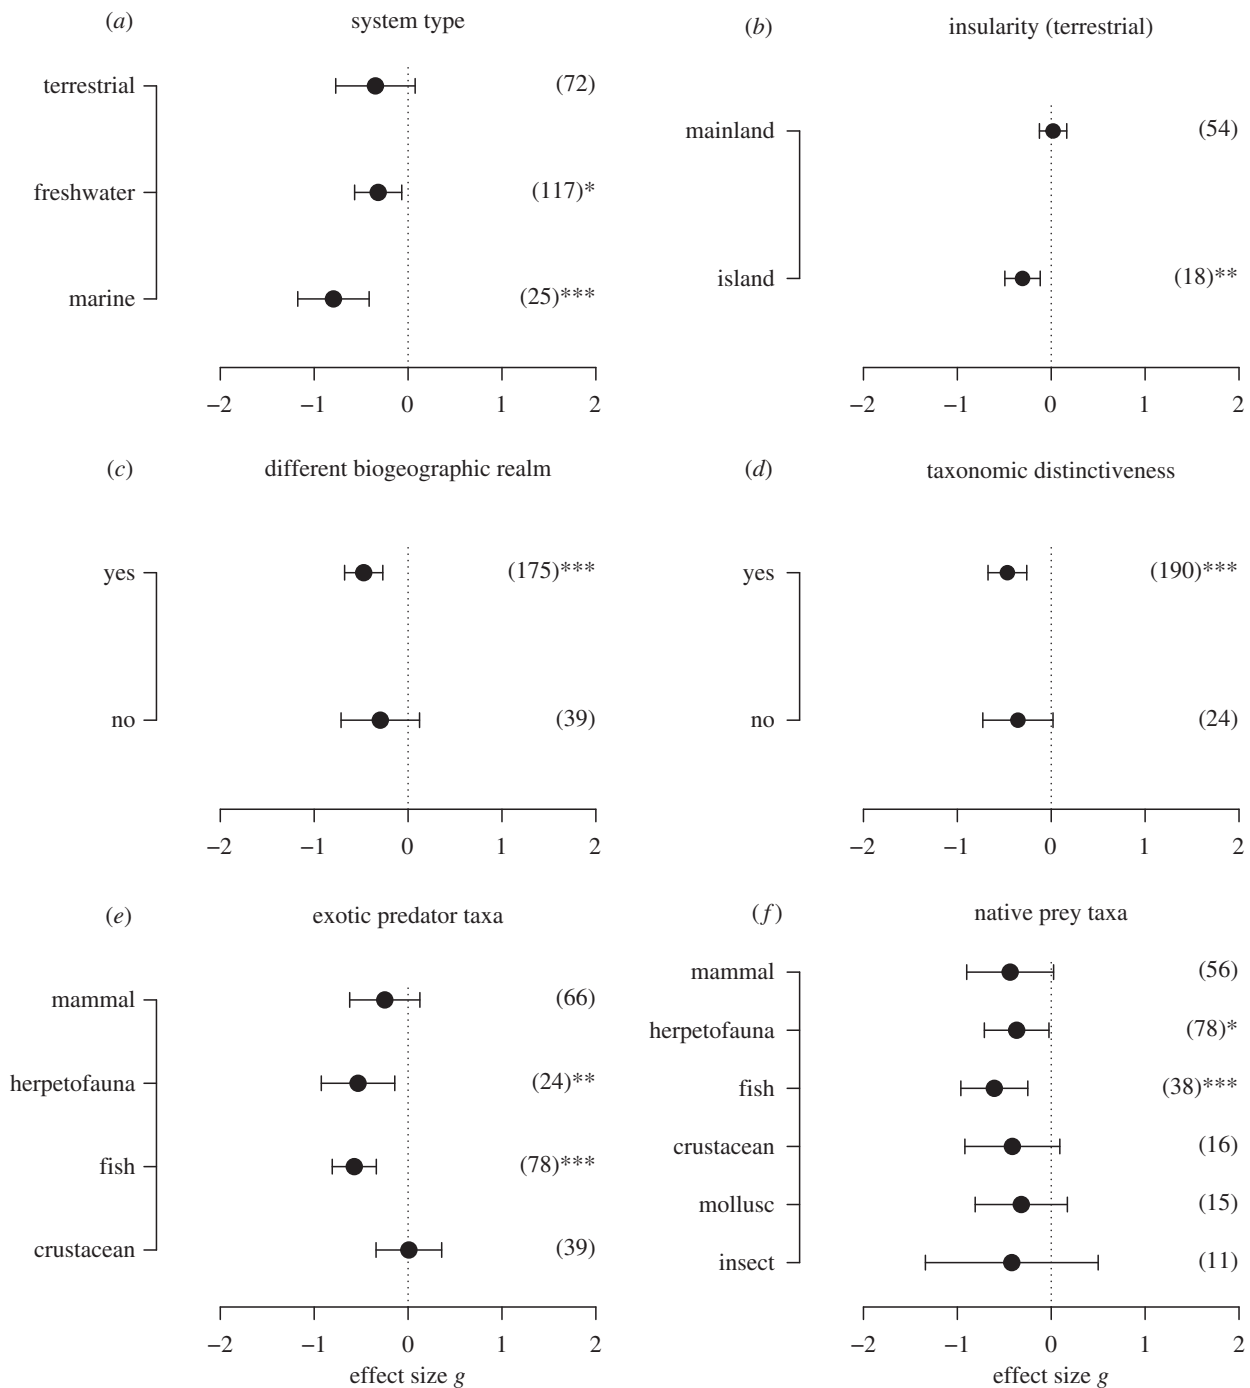 (a) system type
terrestrial (72)
freshwater (117)*
marine (25)***
−2 −1 0 1 2
(b) insularity (terrestrial)
mainland (54)
island (18)**
−2 −1 0 1 2
(c) different biogeographic realm
yes (175)***
no (39)
−2 −1 0 1 2
(d) taxonomic distinctiveness
yes (190)***
no (24)
−2 −1 0 1 2
(e) exotic predator taxa
mammal (66)
herpetofauna (24)**
fish (78)***
crustacean (39)
−2 −1 0 1 2
effect size g
(f) native prey taxa
mammal (56)
herpetofauna (78)*
fish (38)***
crustacean (16)
mollusc (15)
insect (11)
−2 −1 0 1 2
effect size g